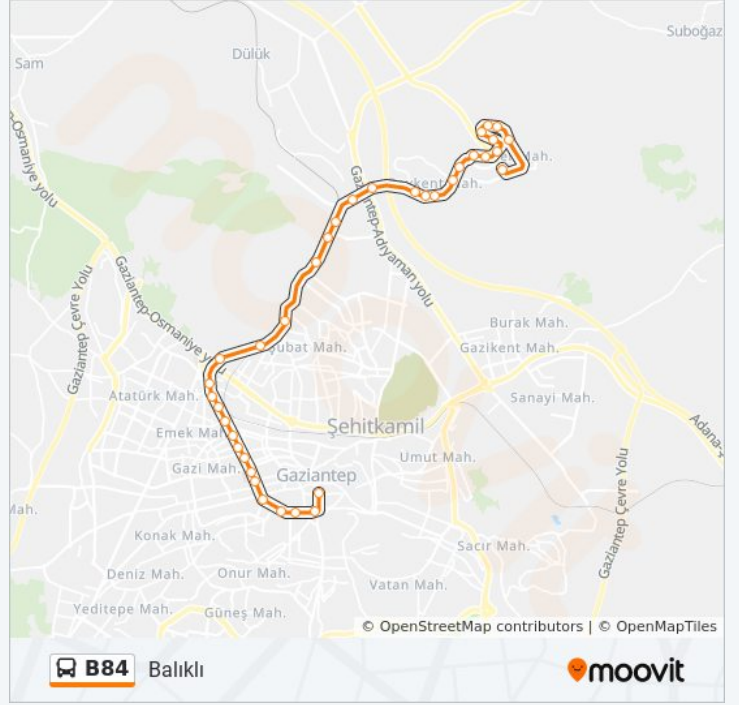 Suboğaz
Dülük
Sam
-Osmaniye yolu
Mah.
Mah.
Gaziantep-Adıyaman yolu
Gaziantep Çevre Yolu
Gaziantep-Osmaniye yolu
Burak Mah.
Şubat Mah.
Gazikent Mah.
Atatürk Mah.
Sanayi Mah.
Şehitkamil
Emek Mah.
Adana-
Umut Mah.
Gazi Mah.
Gaziantep
Gaziantep Çevre Yolu
Mah.
Konak Mah.
Sacır Mah.
Deniz Mah.
Onur Mah.
Vatan Mah.
Yeditepe Mah.
Güneş Mah.
© OpenStreetMap contributors | © OpenMapTiles
B84 Balıklı
moovit